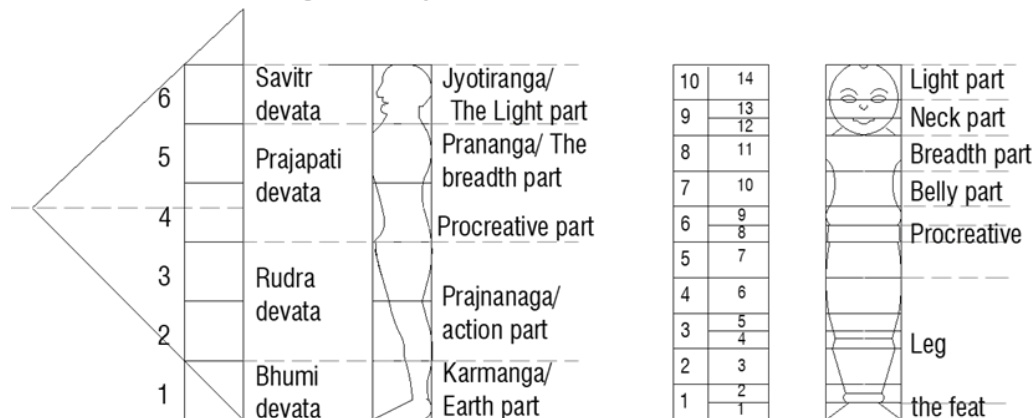 6
Savitr
devata
Jyotiranga/
The Light part
5
Prajapati
devata
Prananga/ The
breadth part
4
Procreative part
3
Rudra
devata
2
Prajnanaga/
action part
1
Bhumi
devata
Karmanga/
Earth part
10 14
9 13
12
8 11
7 10
6 9
8
5 7
4 6
3 5
4
2 3
1 2
1
Light part
Neck part
Breadth part
Belly part
Procreative
Leg
the feat